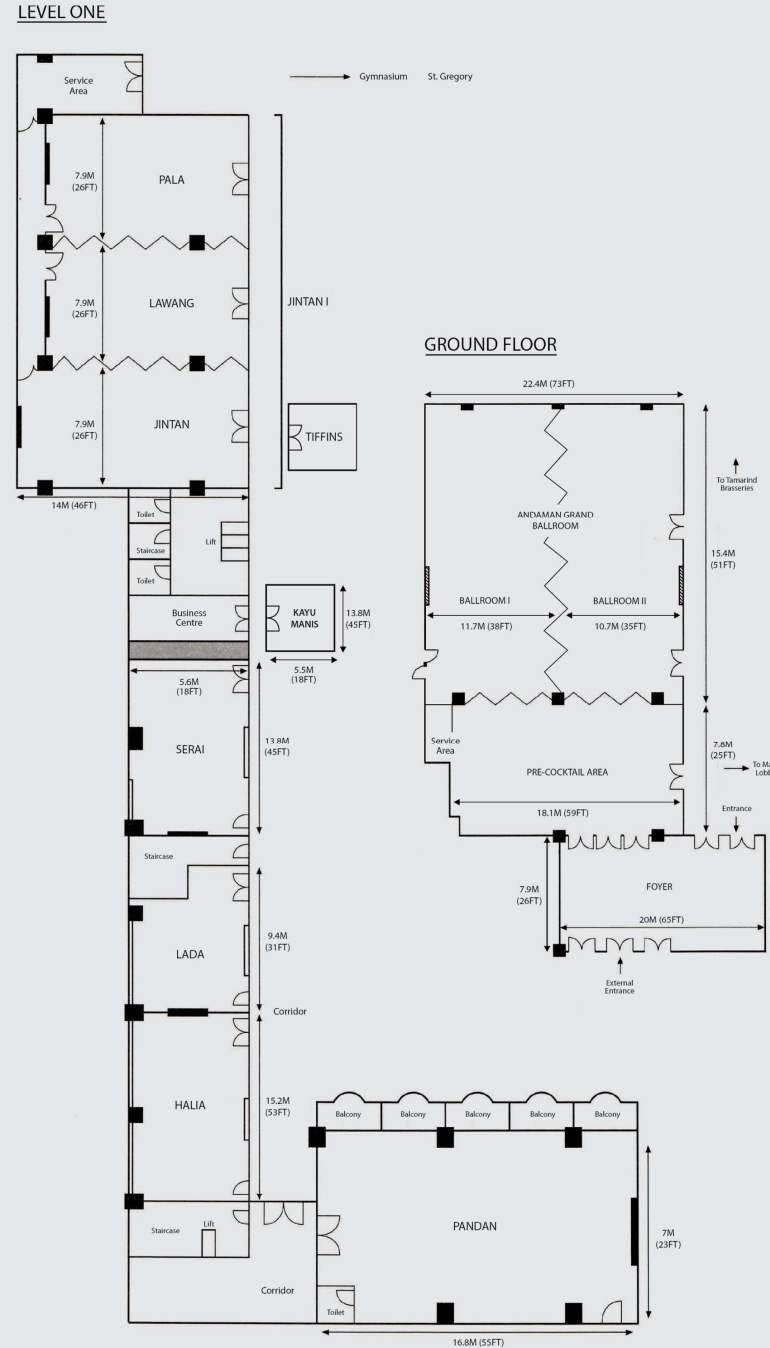 LEVEL ONE
Service
Area
Gymnasium St. Gregory
7.9M
(26FT)
PALA
7.9M
(26FT)
LAWANG
JINTAN I
7.9M
(26FT)
JINTAN
TIFFINS
14M (46FT)
Toilet
Staircase
Lift
Toilet
Business
Centre
KAYU
MANIS
13.8M
(45FT)
5.5M
(18FT)
5.6M
(18FT)
SERAI
13.8M
(45FT)
Staircase
LADA
9.4M
(31FT)
Corridor
HALIA
15.2M
(53FT)
Staircase
Lift
Corridor
Balcony
Balcony
Balcony
Balcony
Balcony
PANDAN
7M
(23FT)
Toilet
16.8M (55FT)
GROUND FLOOR
22.4M (73FT)
To Tamarind
Brasseries
ANDAMAN GRAND
BALLROOM
15.4M
(51FT)
BALLROOM I
BALLROOM II
11.7M (38FT)
10.7M (35FT)
Service
Area
7.8M
(25FT)
PRE-COCKTAIL AREA
To Ma
Lobb
18.1M (59FT)
Entrance
7.9M
(26FT)
FOYER
20M (65FT)
External
Entrance